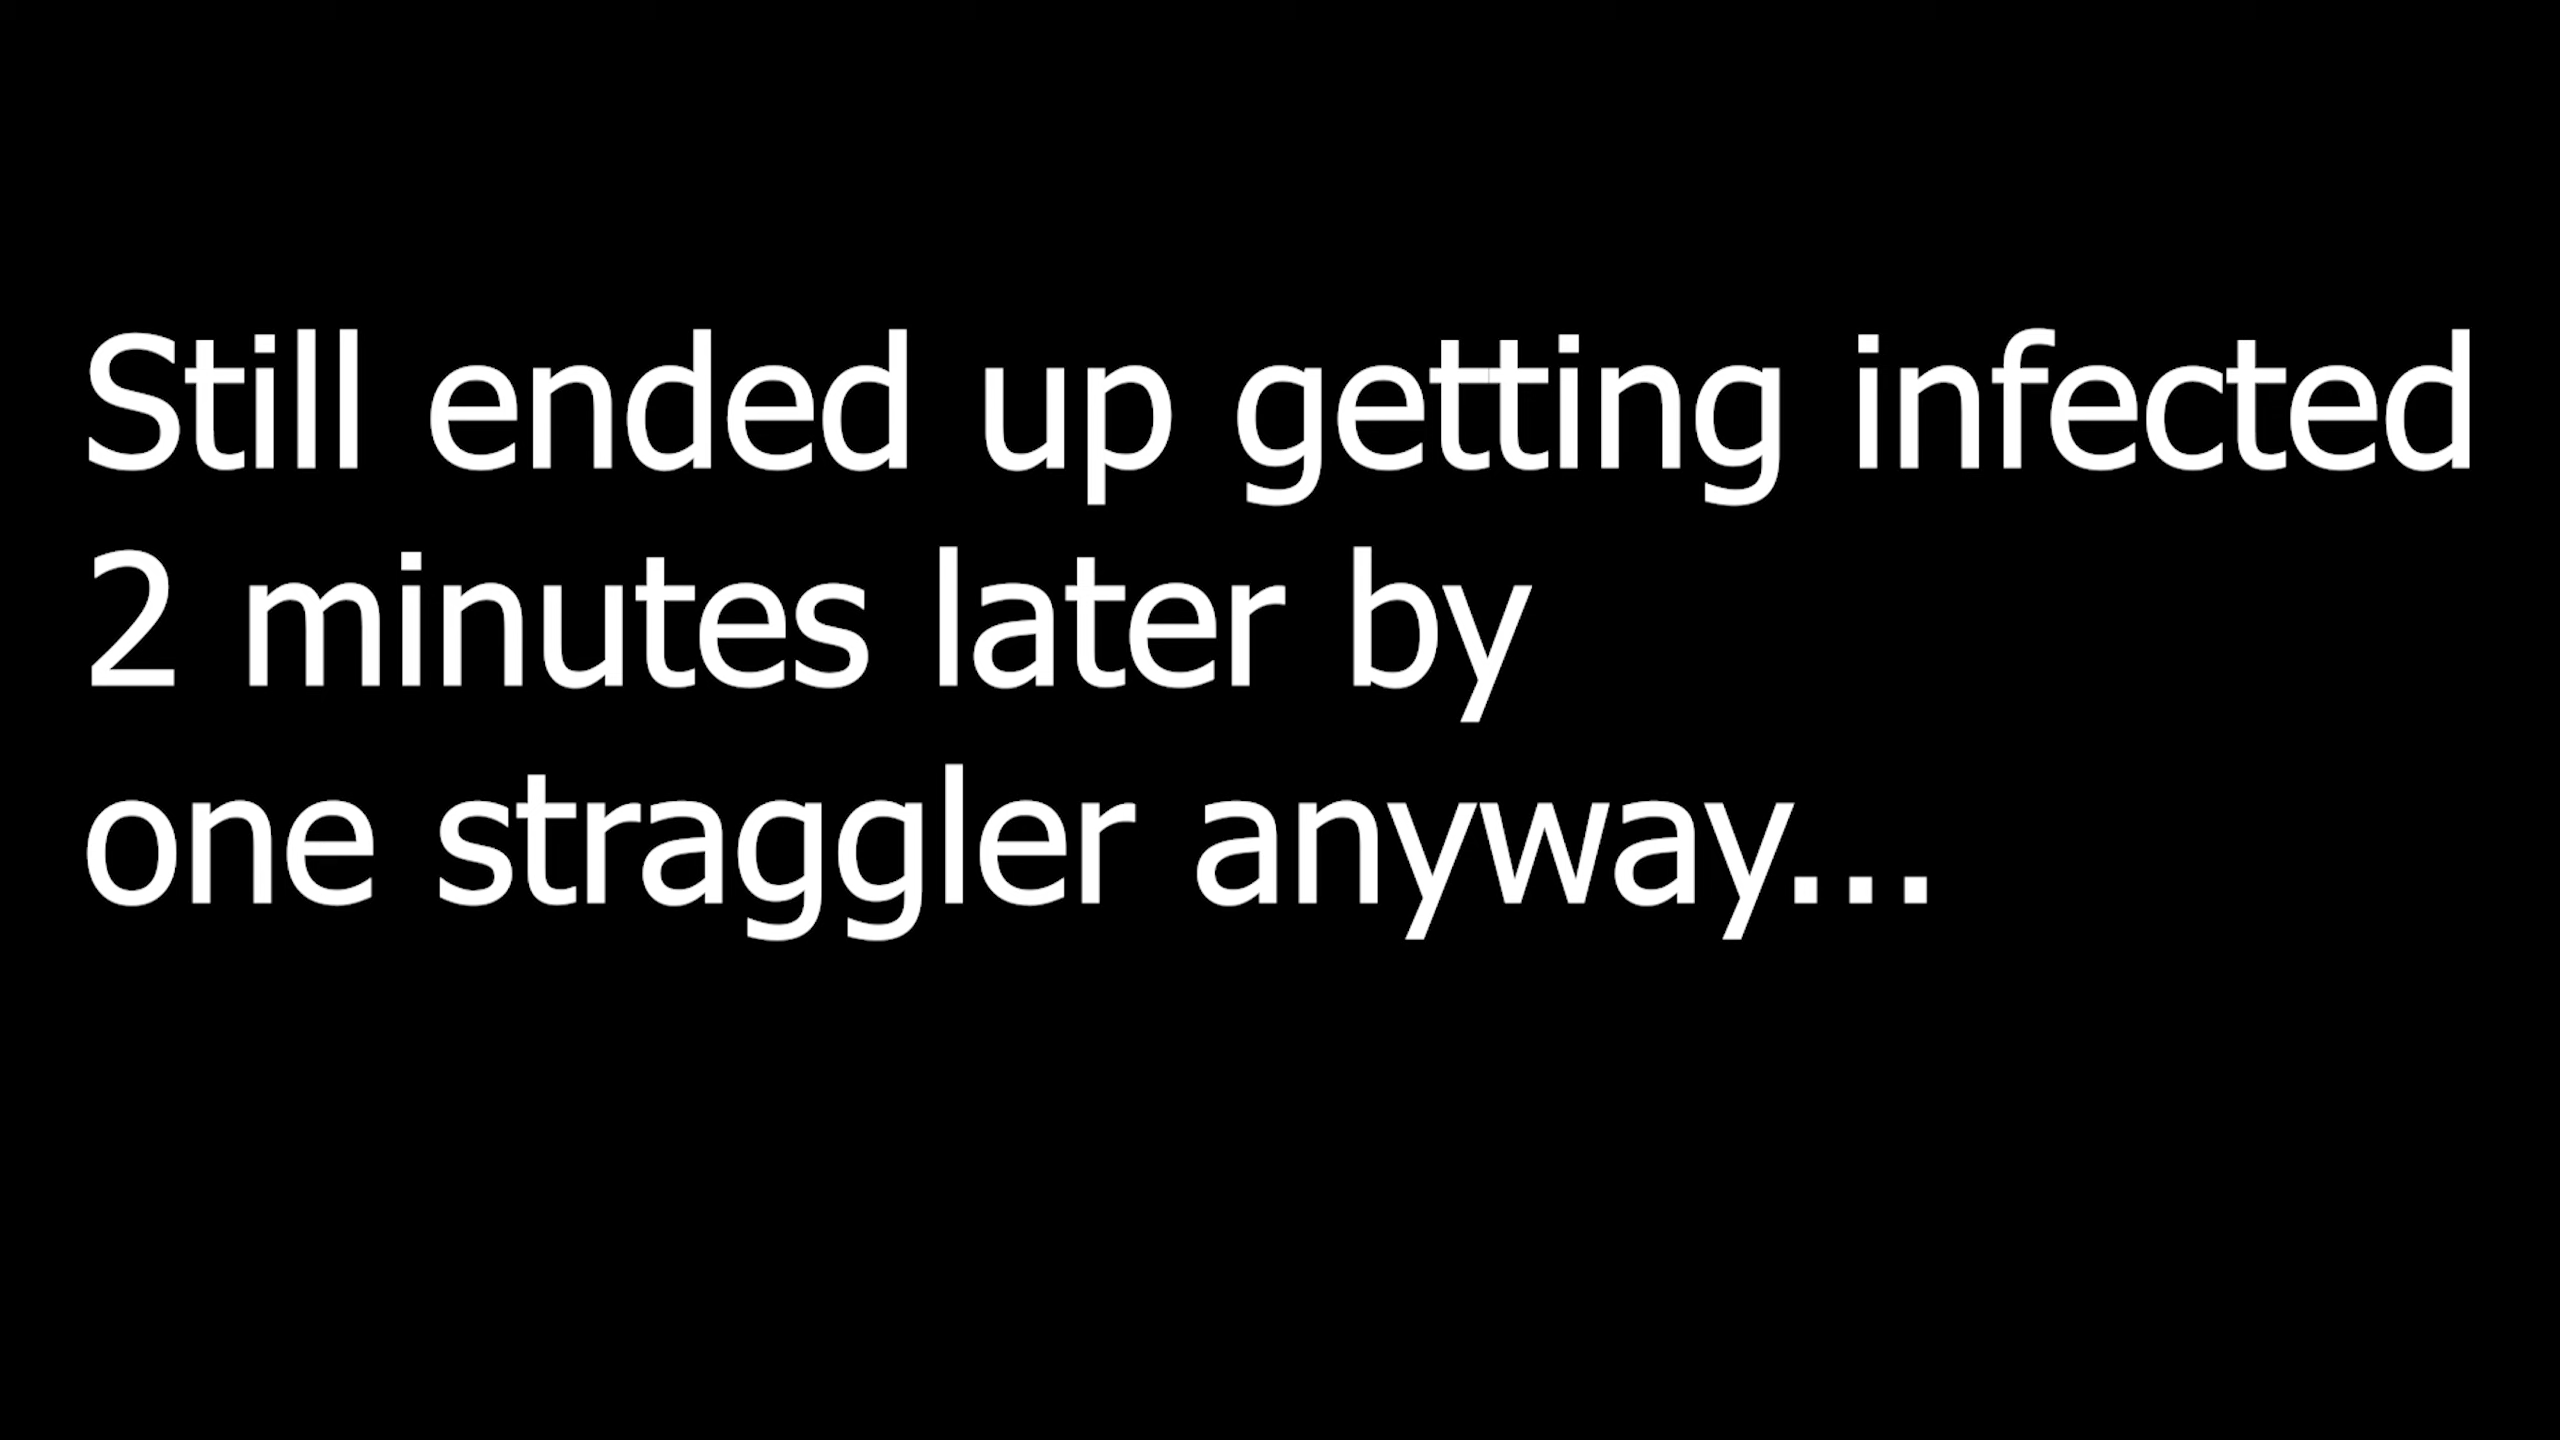 Still ended up getting infected
2 minutes later by
one straggler anyway...